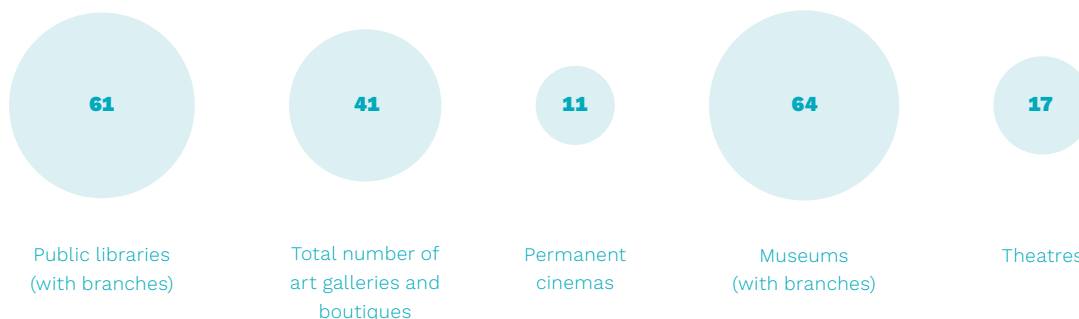 61
41
11
64
17
Public libraries
(with branches)
Total number of
art galleries and
boutiques
Permanent
cinemas
Museums
(with branches)
Theatres